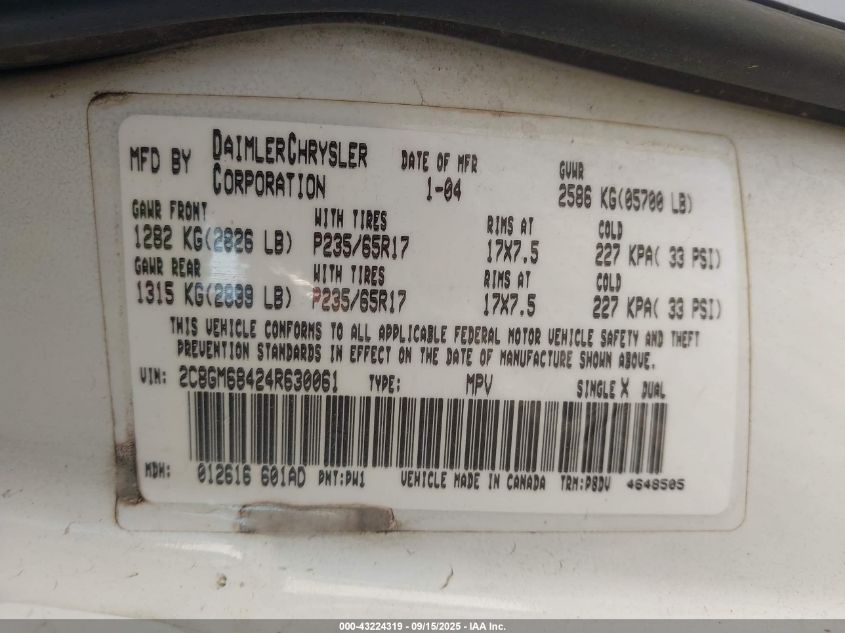 MFD BY DAIMLERCHRYSLER CORPORATION DATE OF MFR 1-04 GVWR 2586 KG(05700 LB)
GAWR FRONT WITH TIRES RIMS AT COLD
1282 KG(2826 LB) P235/65R17 17X7.5 227 KPA( 33 PSI)
GAWR REAR WITH TIRES RIMS AT COLD
1315 KG(2899 LB) P235/65R17 17X7.5 227 KPA( 33 PSI)
THIS VEHICLE CONFORMS TO ALL APPLICABLE FEDERAL MOTOR VEHICLE SAFETY AND THEFT
PREVENTION STANDARDS IN EFFECT ON THE DATE OF MANUFACTURE SHOWN ABOVE.
VIN: 2C8GM68424R630061 TYPE: MPV SINGLE X DUAL
MDH: 012616 601AD PNT:PW1 VEHICLE MADE IN CANADA TRM:P8DV 4648505
000-43224319 - 09/15/2025 - IAA Inc.